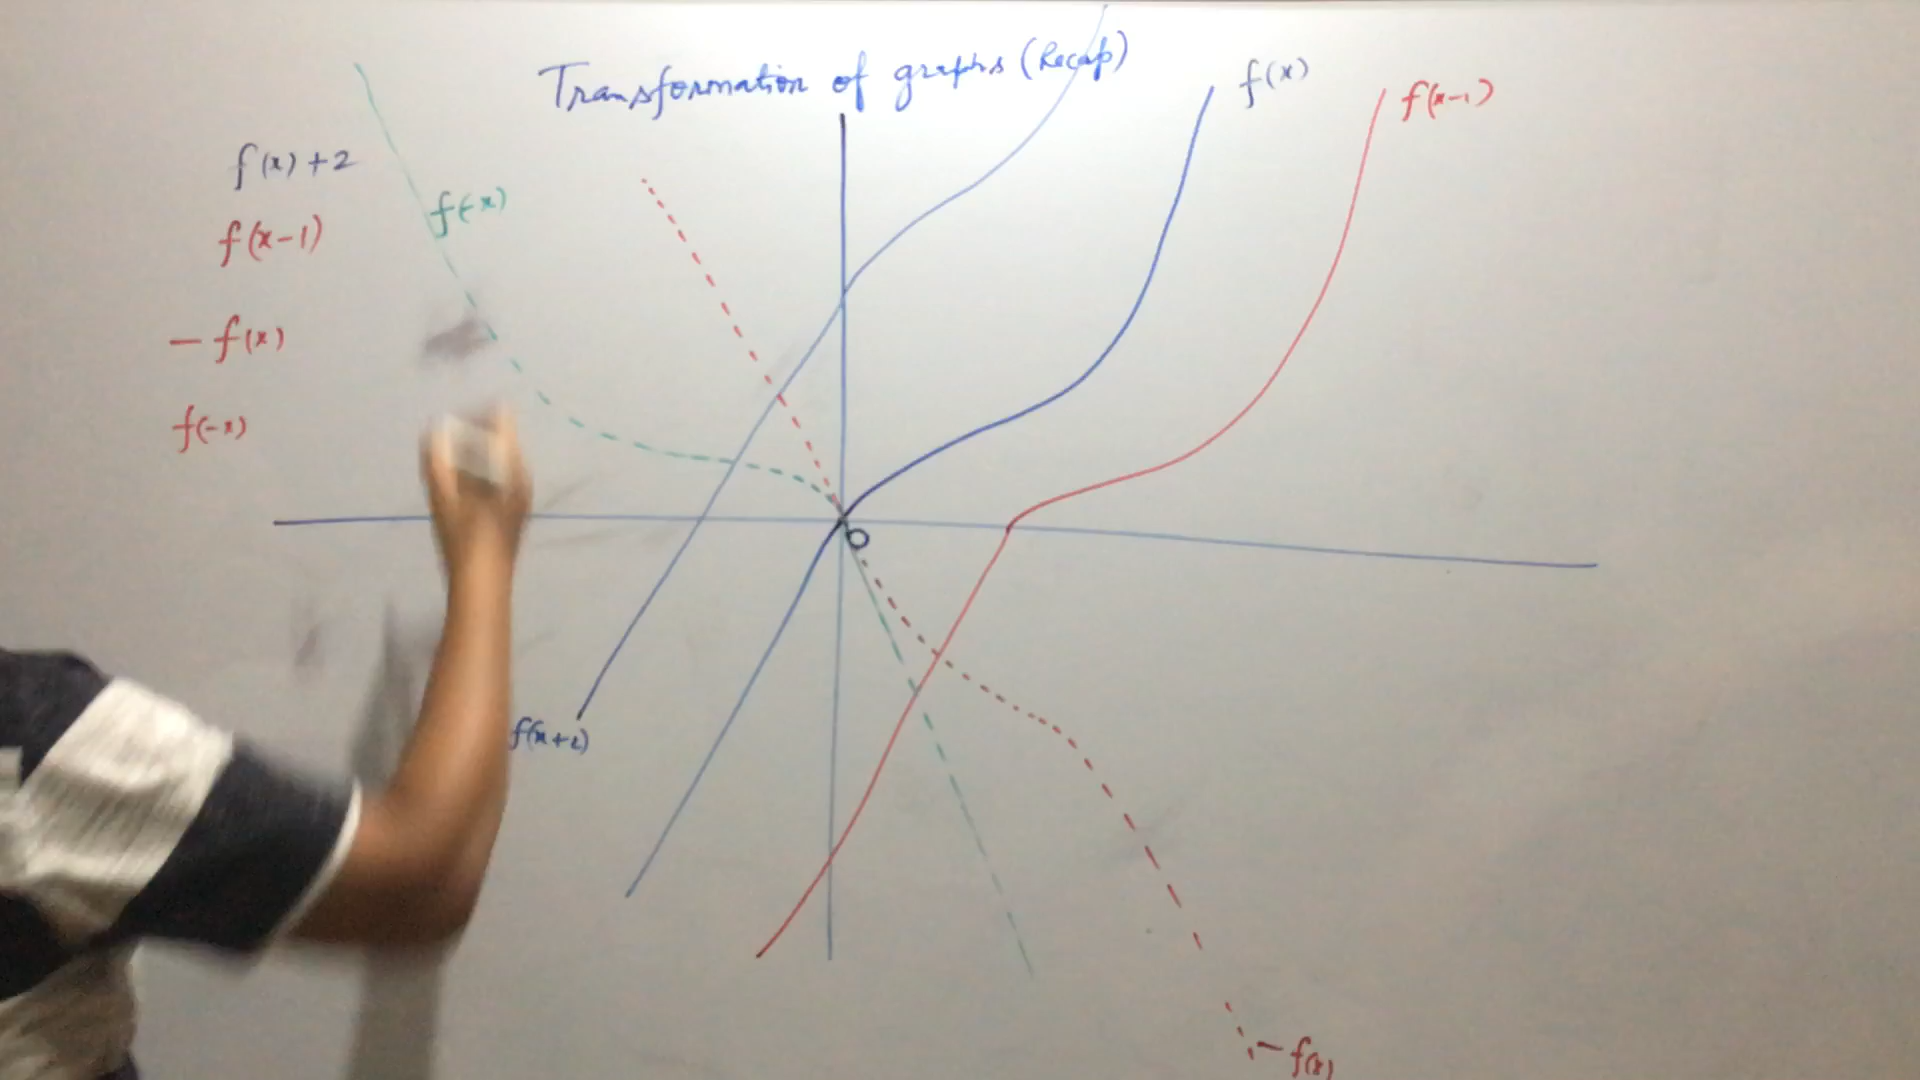 Transformation of graphs (Recap)
f(x)
f(x-1)
f(x) +2
f(-x)
f(x-1)
- f(x)
f(-x)
O
f(x+2)
- f(x)